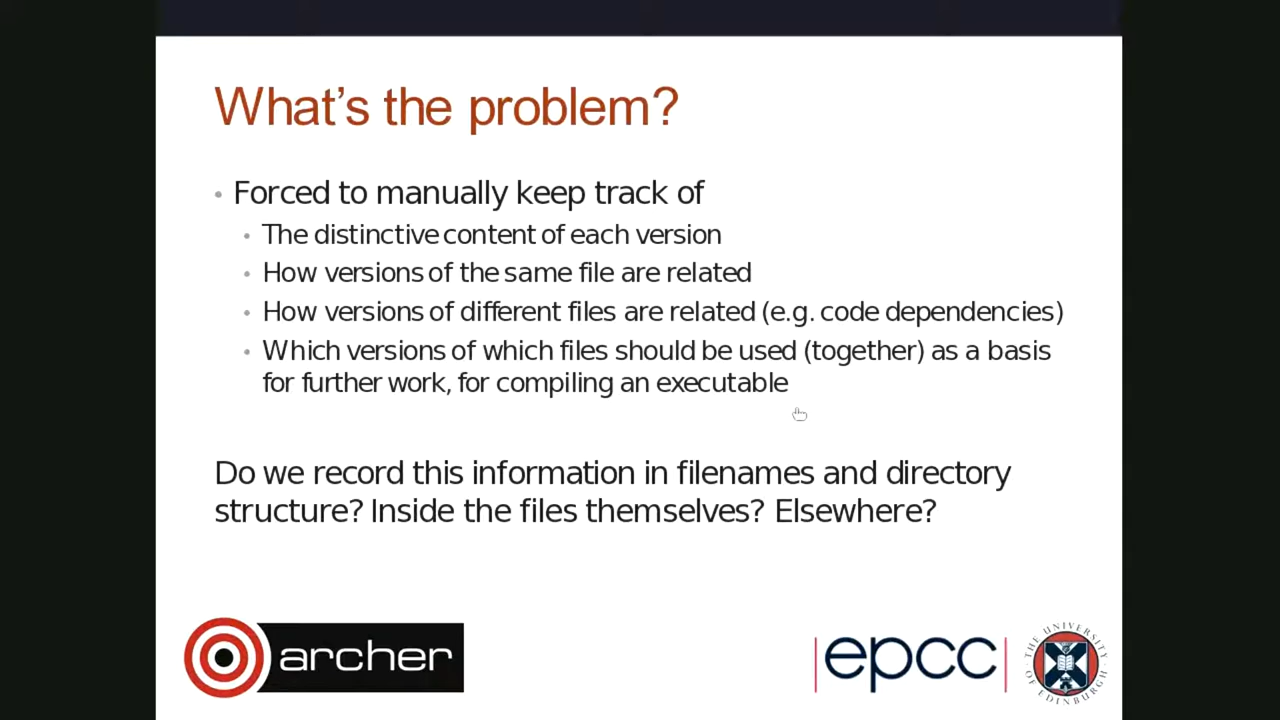 What's the problem?
• Forced to manually keep track of
• The distinctive content of each version
• How versions of the same file are related
• How versions of different files are related (e.g. code dependencies)
• Which versions of which files should be used (together) as a basis
for further work, for compiling an executable
Do we record this information in filenames and directory
structure? Inside the files themselves? Elsewhere?
archer
epcc
THE UNIVERSITY
OF EDINBURGH